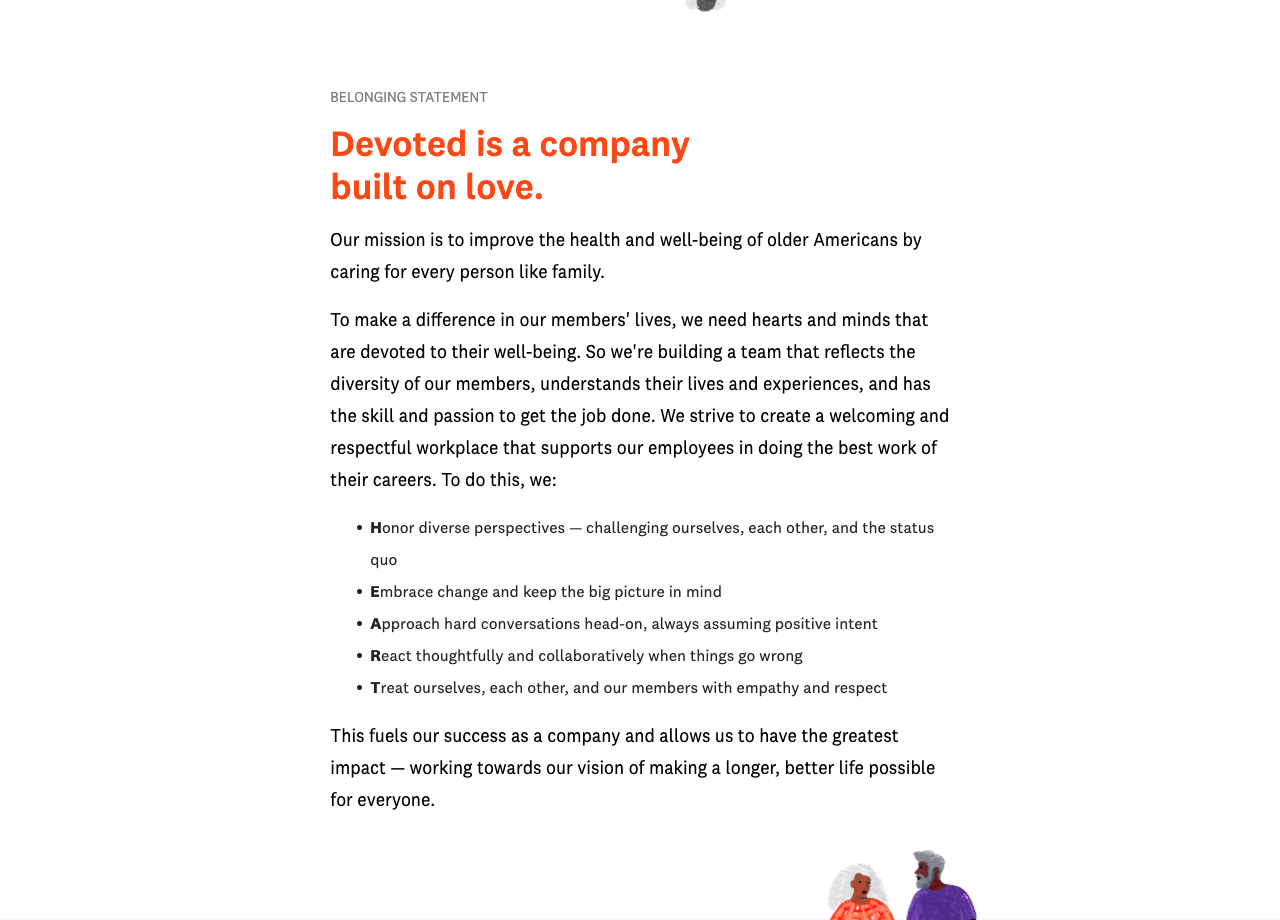 BELONGING STATEMENT
Devoted is a company
built on love.
Our mission is to improve the health and well-being of older Americans by
caring for every person like family.
To make a difference in our members' lives, we need hearts and minds that
are devoted to their well-being. So we're building a team that reflects the
diversity of our members, understands their lives and experiences, and has
the skill and passion to get the job done. We strive to create a welcoming and
respectful workplace that supports our employees in doing the best work of
their careers. To do this, we:
• Honor diverse perspectives — challenging ourselves, each other, and the status
quo
• Embrace change and keep the big picture in mind
• Approach hard conversations head-on, always assuming positive intent
• React thoughtfully and collaboratively when things go wrong
• Treat ourselves, each other, and our members with empathy and respect
This fuels our success as a company and allows us to have the greatest
impact — working towards our vision of making a longer, better life possible
for everyone.